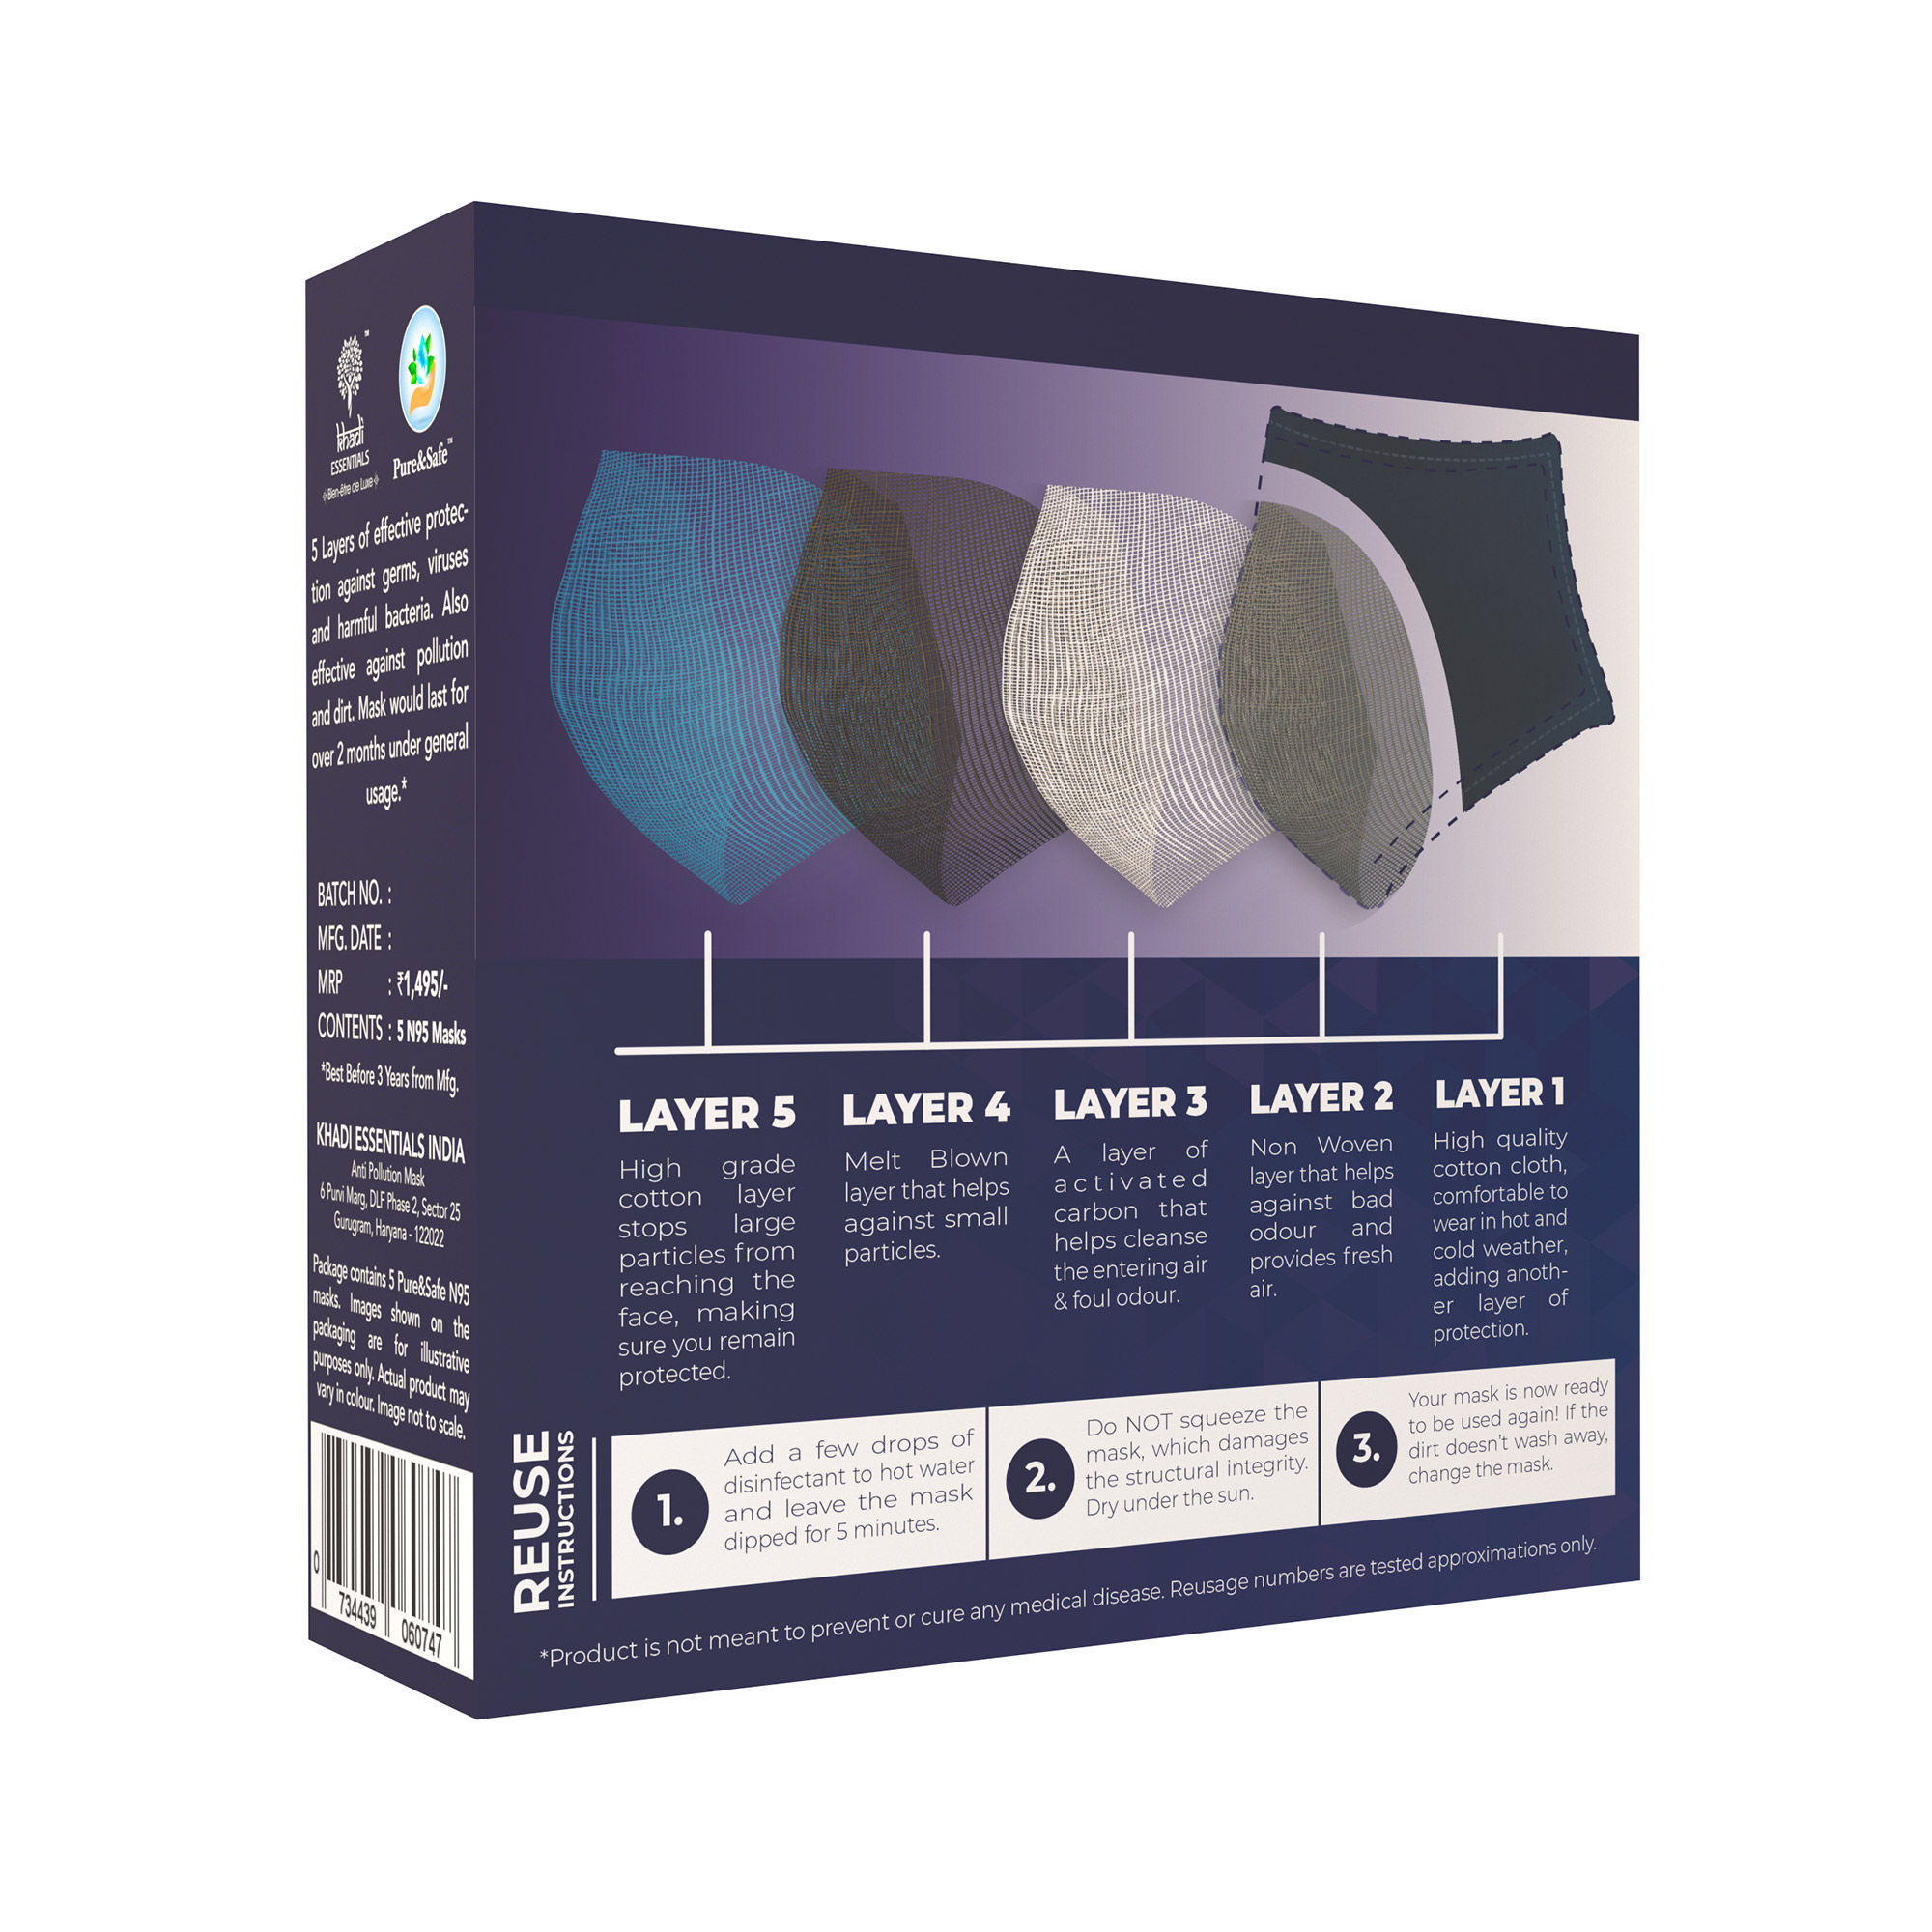 ™
khadi
ESSENTIALS
Bien-être de Luxe
Pure&Safe™
5 Layers of effective protec-
tion against germs, viruses
and harmful bacteria. Also
effective against pollution
and dirt. Mask would last for
over 2 months under general
usage.*
BATCH NO. :
MFG. DATE :
MRP : ₹1,495/-
CONTENTS : 5 N95 Masks
*Best Before 3 Years from Mfg.
KHADI ESSENTIALS INDIA
Anti Pollution Mask
6 Purvi Marg, DLF Phase 2, Sector 25
Gurugram, Haryana - 122022
Package contains 5 Pure&Safe N95
masks. Images shown on the
packaging are for illustrative
purposes only. Actual product may
vary in colour. Image not to scale.
0 734439 060747
LAYER 5
High grade
cotton layer
stops large
particles from
reaching the
face, making
sure you remain
protected.
LAYER 4
Melt Blown
layer that helps
against small
particles.
LAYER 3
A layer of
activated
carbon that
helps cleanse
the entering air
& foul odour.
LAYER 2
Non Woven
layer that helps
against bad
odour and
provides fresh
air.
LAYER 1
High quality
cotton cloth,
comfortable to
wear in hot and
cold weather,
adding anoth-
er layer of
protection.
REUSE
INSTRUCTIONS
1.
Add a few drops of
disinfectant to hot water
and leave the mask
dipped for 5 minutes.
2.
Do NOT squeeze the
mask, which damages
the structural integrity.
Dry under the sun.
3.
Your mask is now ready
to be used again! If the
dirt doesn't wash away,
change the mask.
*Product is not meant to prevent or cure any medical disease. Reusage numbers are tested approximations only.